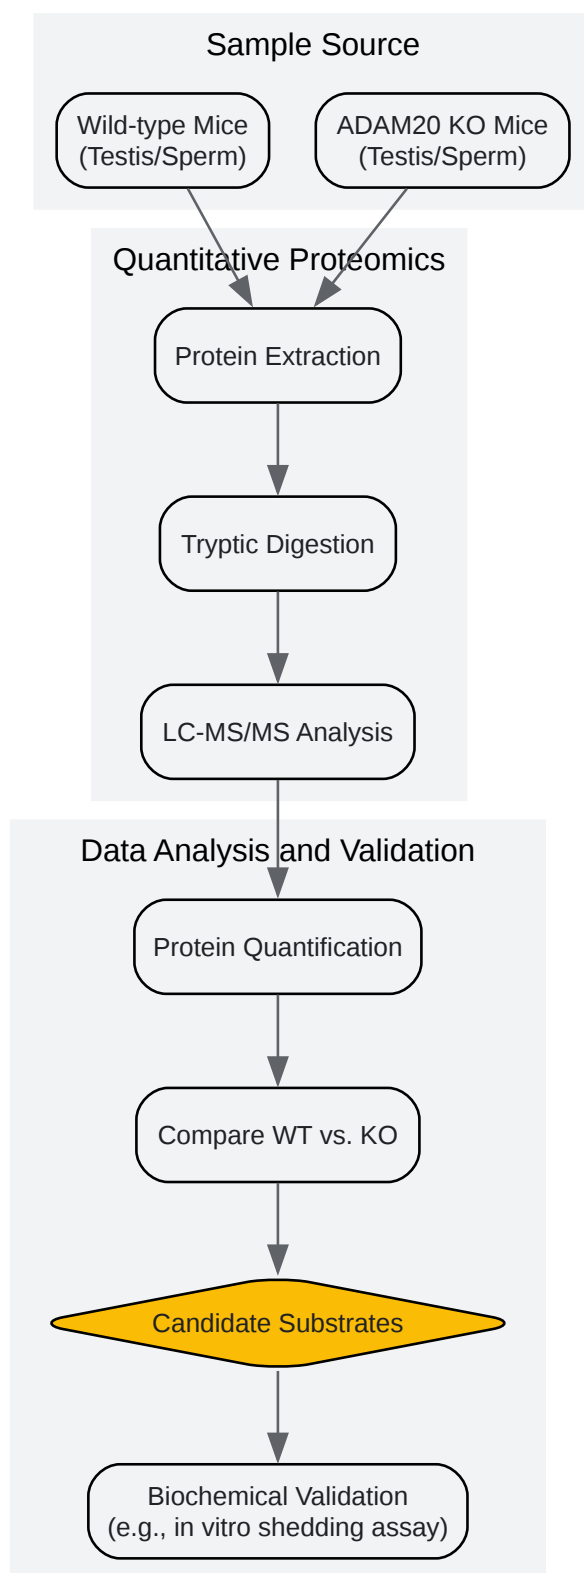 Sample Source
Wild-type Mice
(Testis/Sperm)
ADAM20 KO Mice
(Testis/Sperm)
Quantitative Proteomics
Protein Extraction
Tryptic Digestion
LC-MS/MS Analysis
Data Analysis and Validation
Protein Quantification
Compare WT vs. KO
Candidate Substrates
Biochemical Validation
(e.g., in vitro shedding assay)